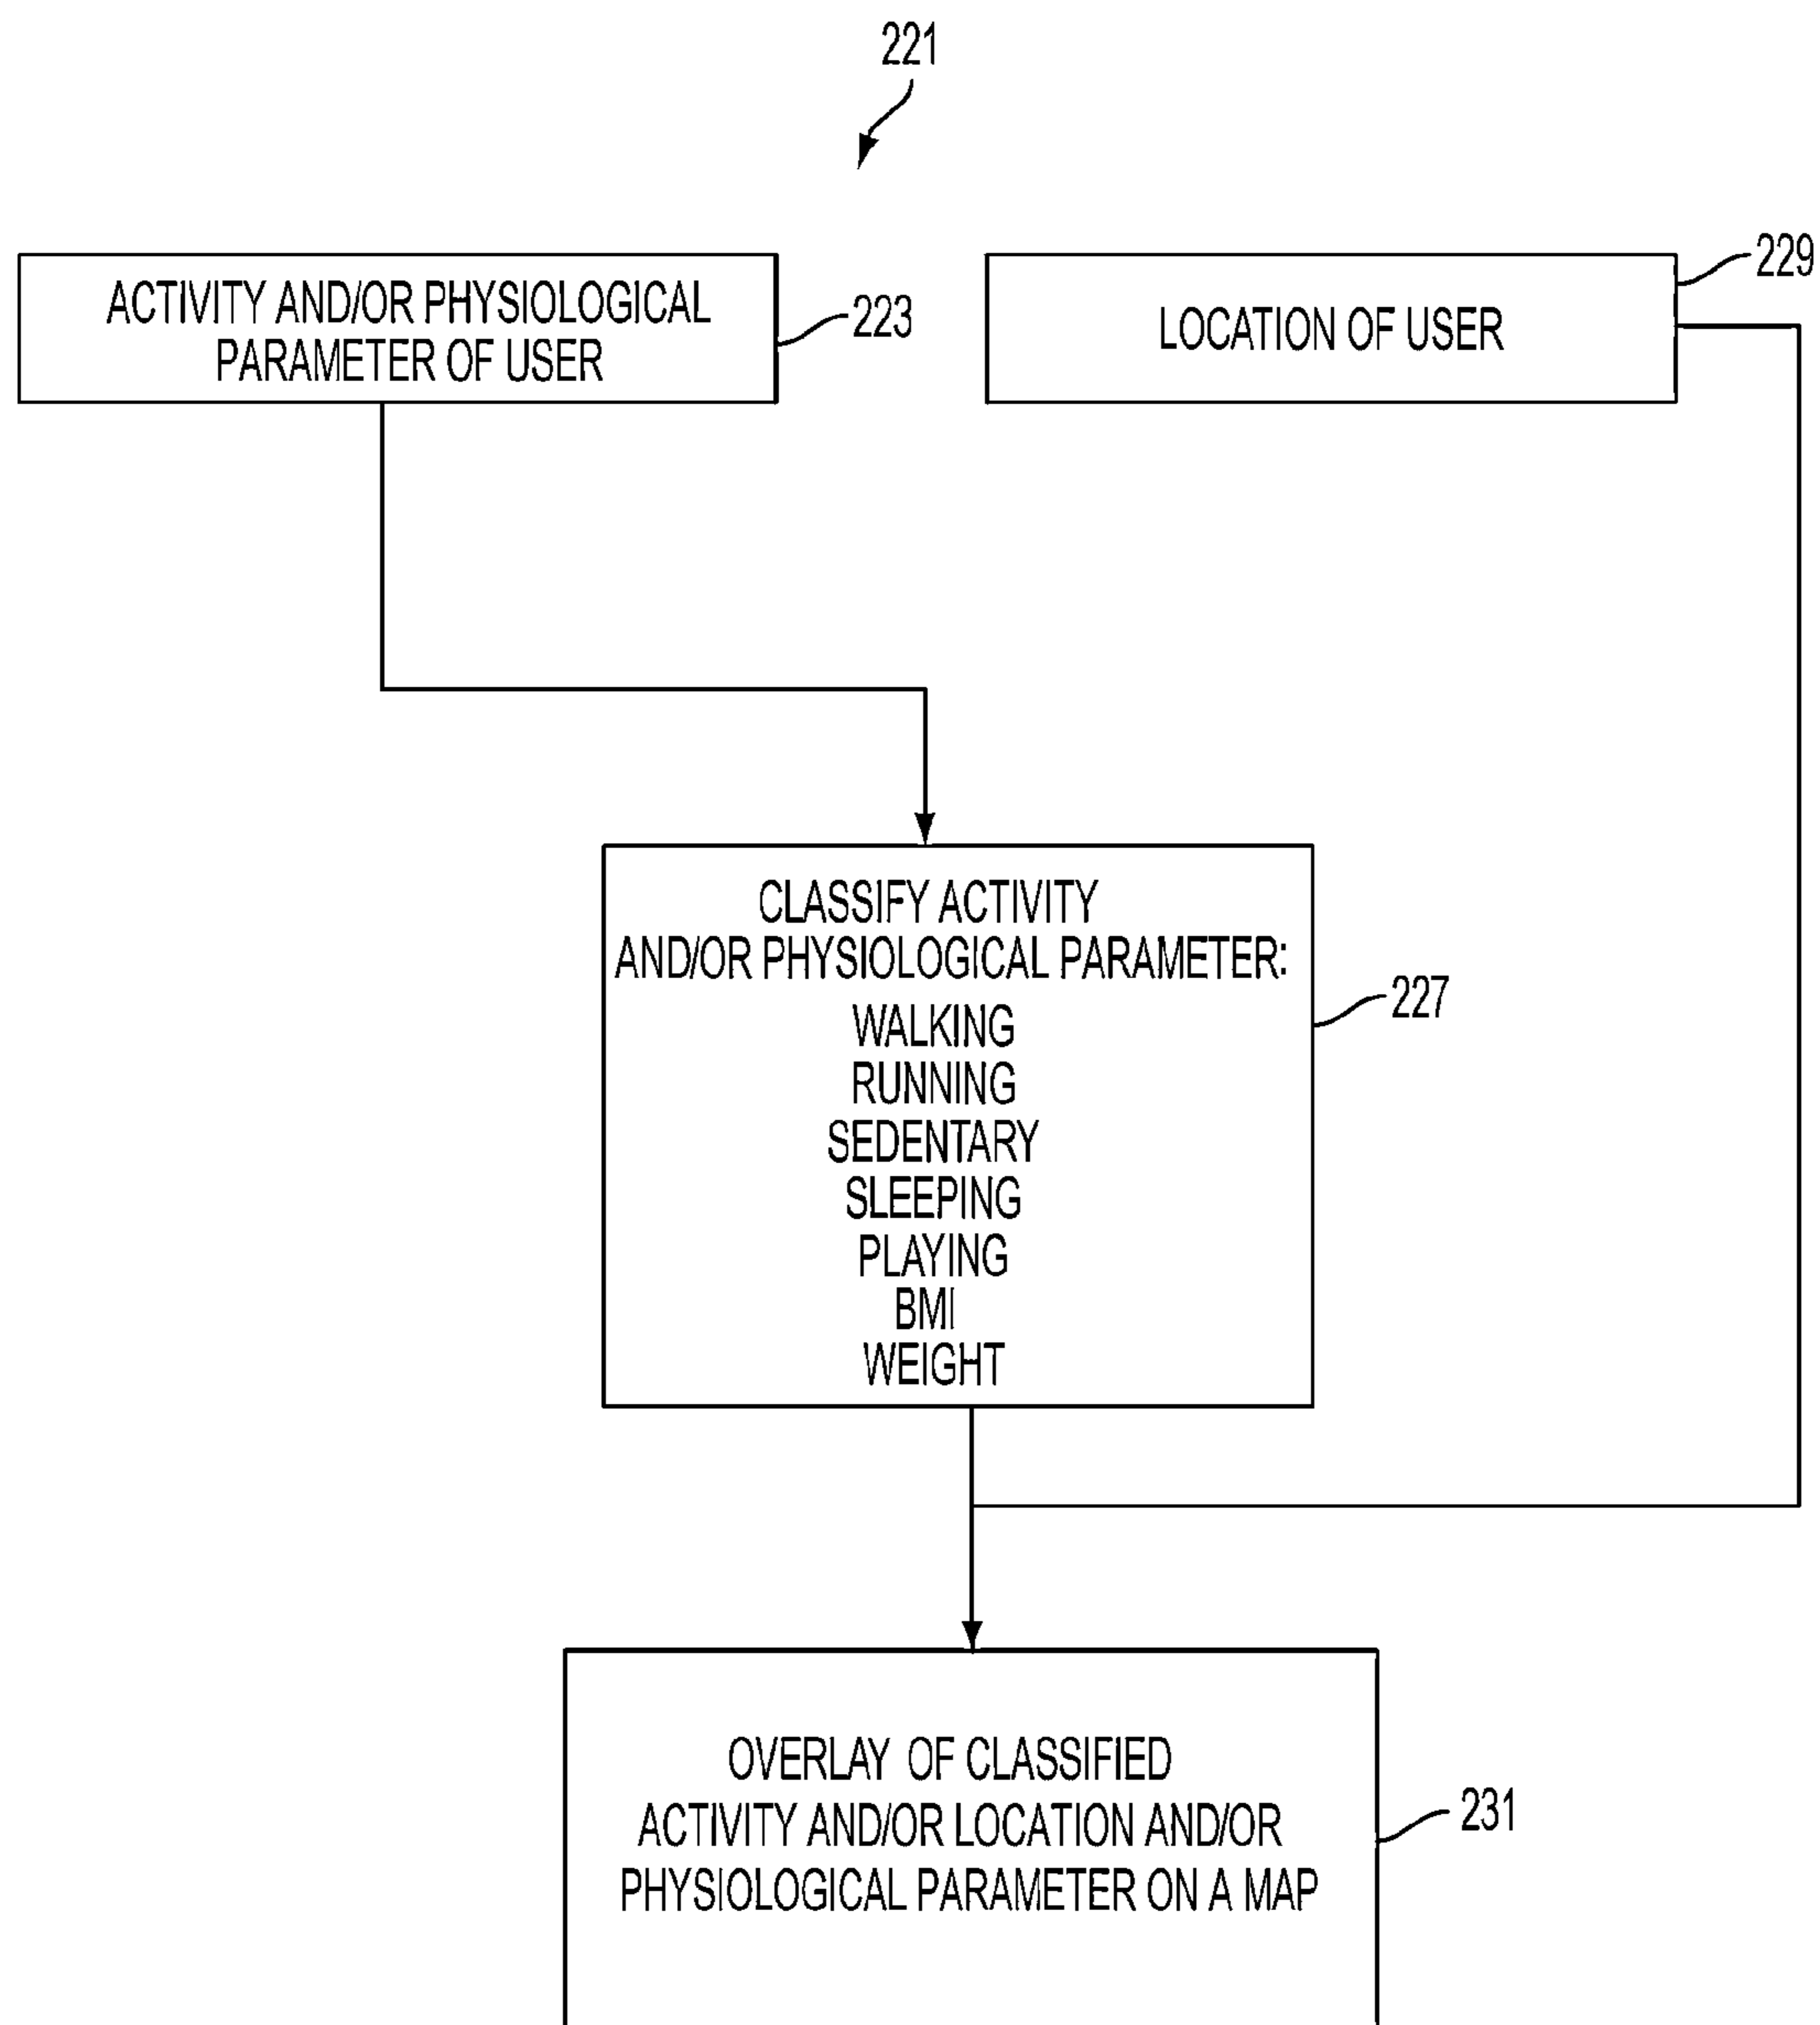 221
ACTIVITY AND/OR PHYSIOLOGICAL
PARAMETER OF USER
223
LOCATION OF USER
229
CLASSIFY ACTIVITY
AND/OR PHYSIOLOGICAL PARAMETER:
WALKING
RUNNING
SEDENTARY
SLEEPING
PLAYING
BMI
WEIGHT
227
OVERLAY OF CLASSIFIED
ACTIVITY AND/OR LOCATION AND/OR
PHYSIOLOGICAL PARAMETER ON A MAP
231